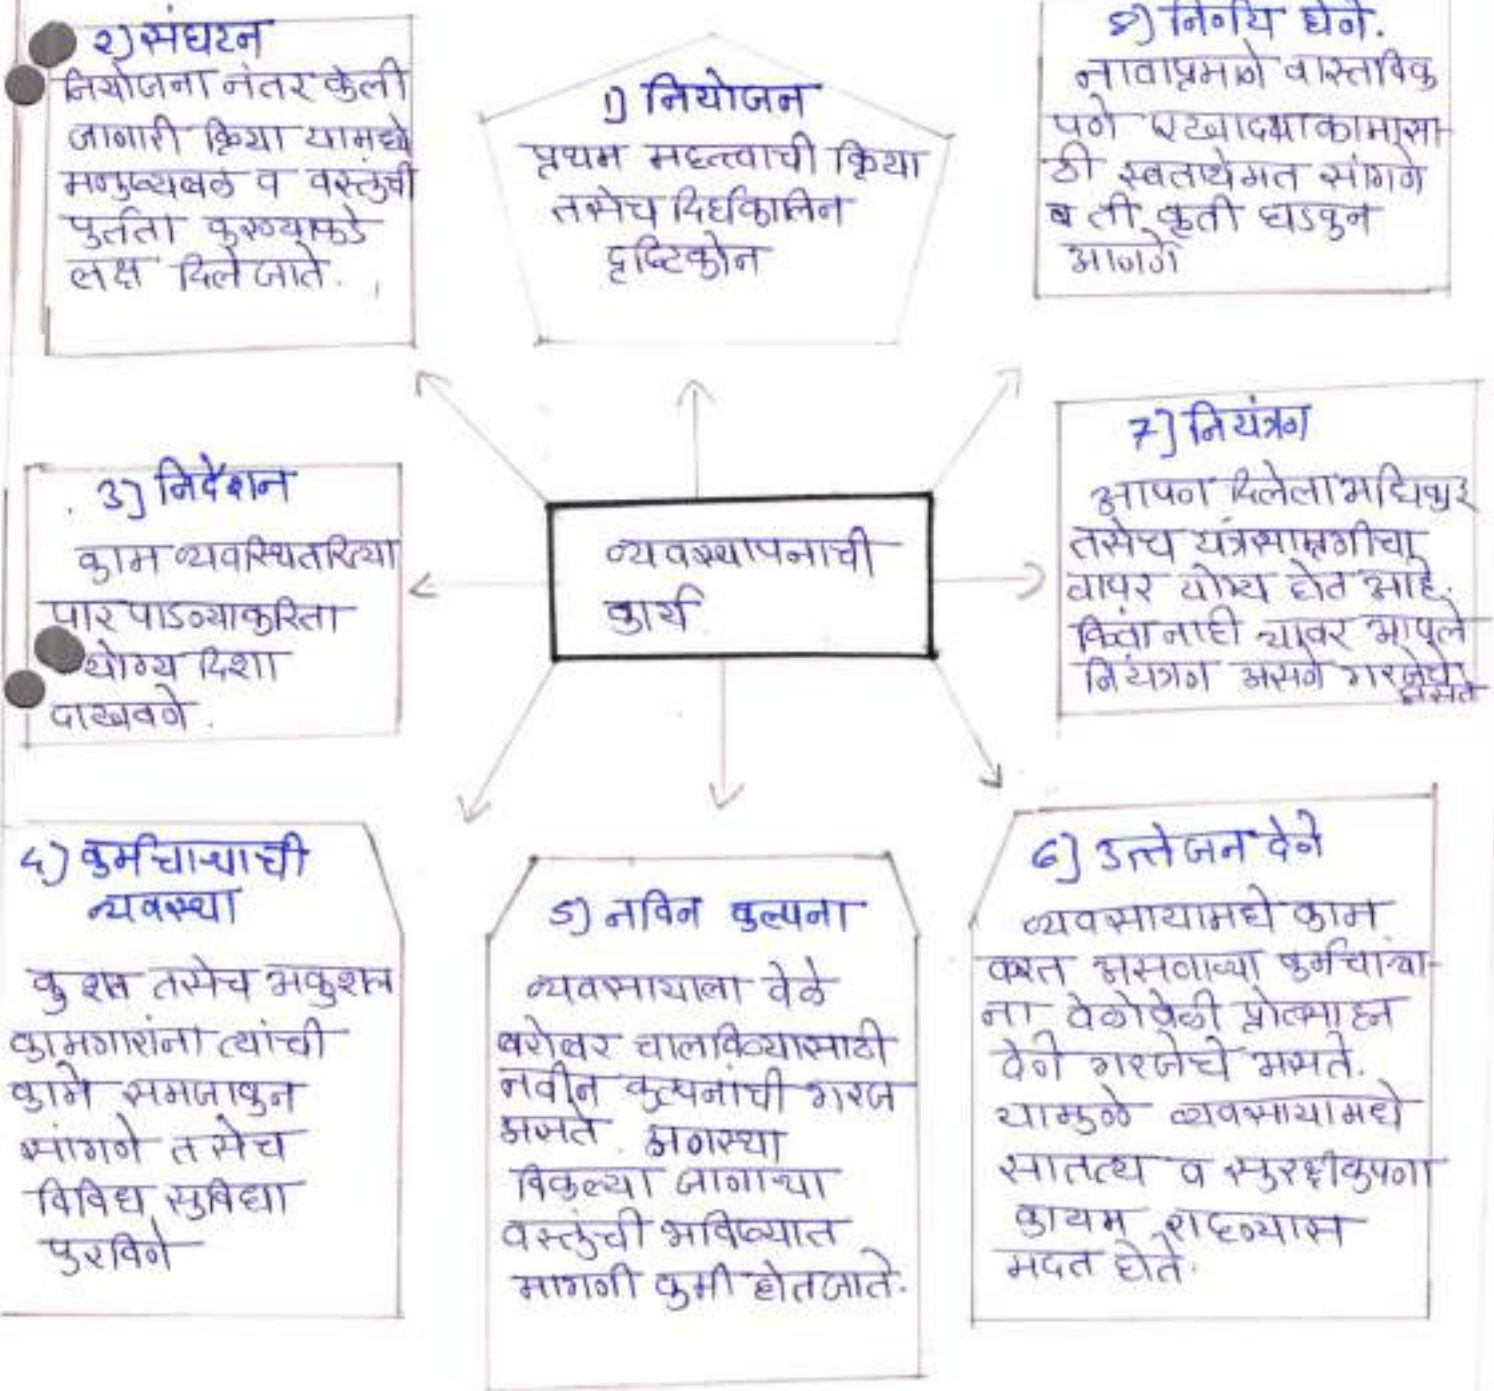 व्यवस्थापनाची
कार्य
1) नियोजन
प्रथम महत्त्वाची क्रिया
तसेच दिर्घकालिन
दृष्टिकोन
२) संघटन
नियोजना नंतर केली
जाणारी क्रिया यामध्ये
मनुष्यबळ व वस्तुंची
पुर्तता करण्याकडे
लक्ष दिले जाते.
3) निर्देशन
काम व्यवस्थितरित्या
पार पाडण्याकरिता
योग्य दिशा
दाखवणे.
4) कर्मचाऱ्याची
व्यवस्था
कुशल तसेच अकुशल
कामगारांना त्यांची
कामे समजावुन
सांगणे तसेच
विविध सुविधा
पुरविणे
5) नविन कल्पना
व्यवसायाला वेळे
बरोबर चालविण्यासाठी
नवीन कल्पनांची गरज
असते. अगस्था
विकल्या जाणाऱ्या
वस्तुंची भविष्यात
मागणी कमी होत जाते.
6) उत्तेजन देणे
व्यवसायामधे काम
करत असणाऱ्या कर्मचाऱ्या-
ना वेळोवेळी प्रोत्साहन
देणे गरजेचे असते.
यामुळे व्यवसायामधे
सातत्य व सुरक्षीकपणा
कायम राहण्यास
मदत होते.
7) नियंत्रण
आपण दिलेला अधिकार
तसेच यंत्रसामग्रीचा
वापर योग्य होत आहे.
किंवा नाही यावर आपले
नियंत्रण असणे गरजेचे
असते
8) निर्णय घेणे.
नावाप्रमाणे वास्तविक
पणे एखादया कामासा-
ठी स्वताचेमत सांगणे
व ती कृती घडवुन
आणणे